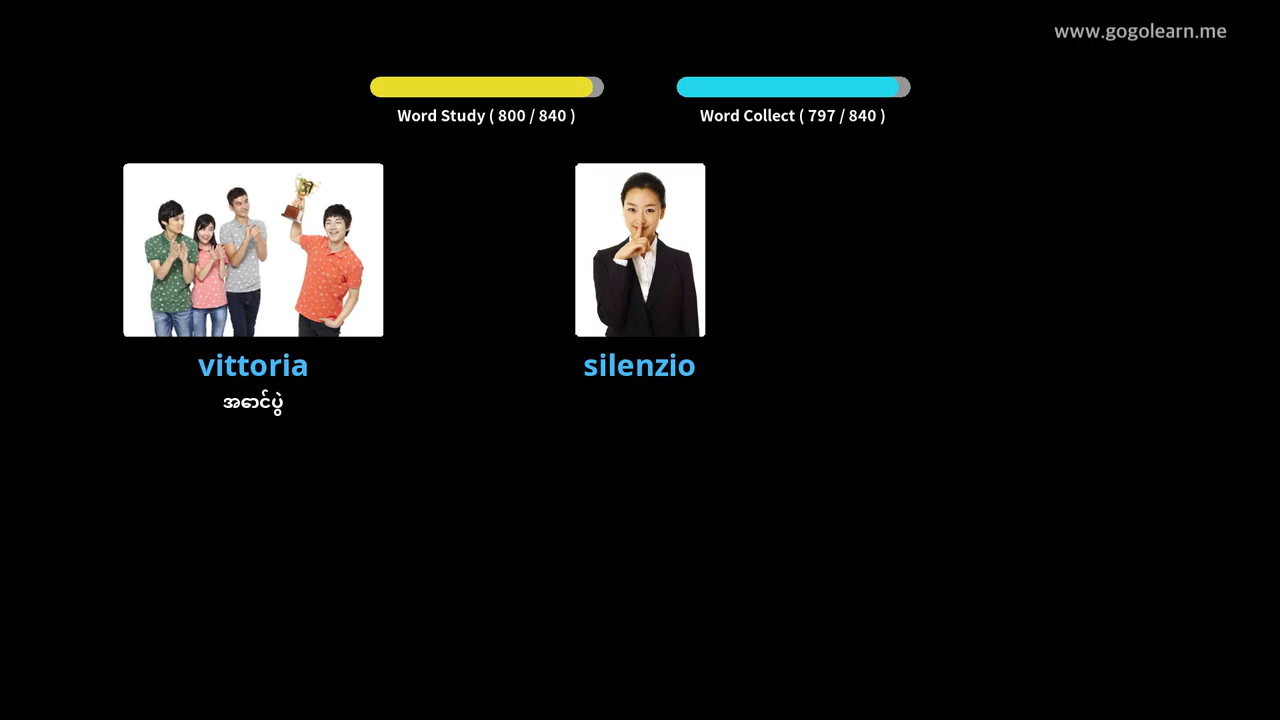 www.gogolearn.me
Word Study ( 800 / 840 )
Word Collect ( 797 / 840 )
vittoria
silenzio
အောင်ပွဲ